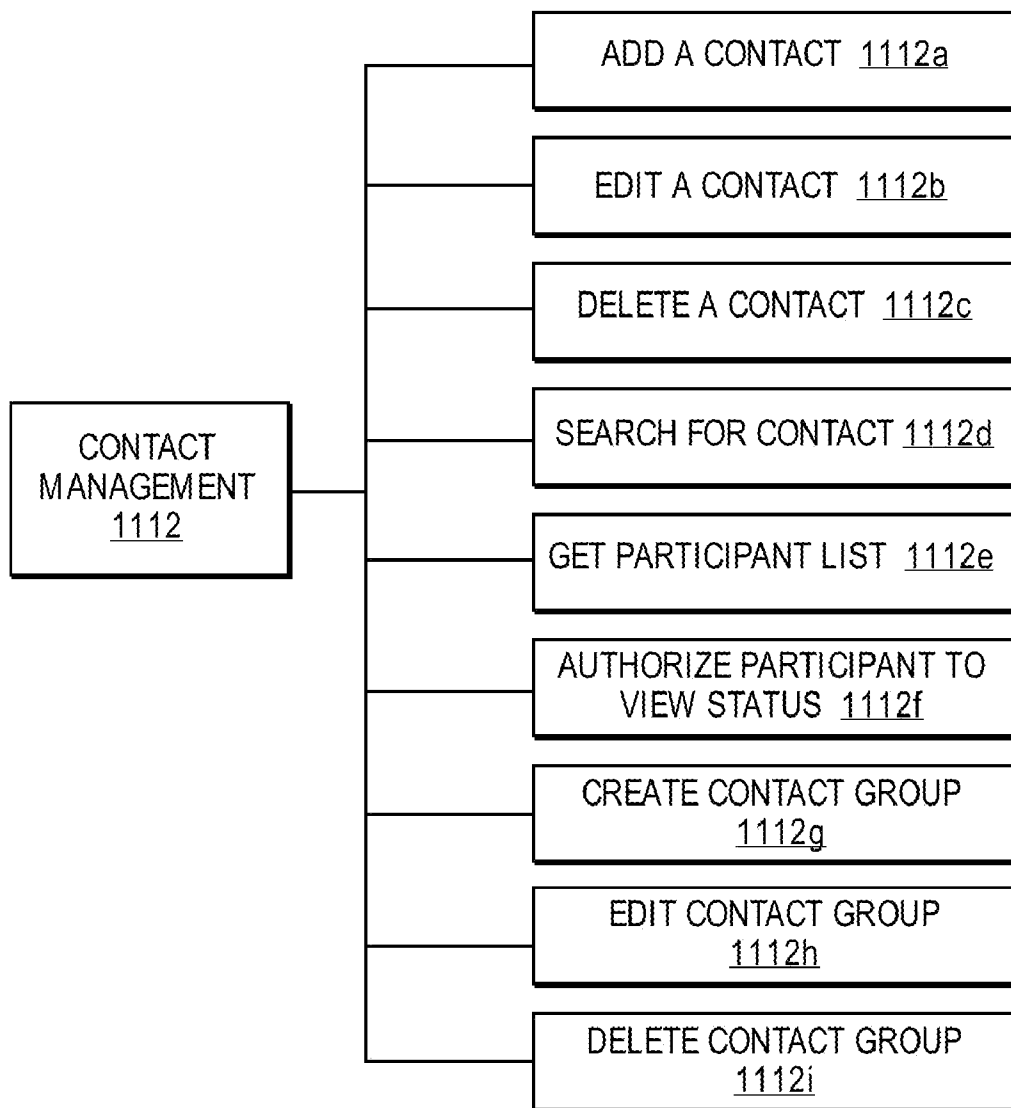 ADD A CONTACT 1112a
EDIT A CONTACT 1112b
DELETE A CONTACT 1112c
SEARCH FOR CONTACT 1112d
CONTACT
MANAGEMENT
1112
GET PARTICIPANT LIST 1112e
AUTHORIZE PARTICIPANT TO
VIEW STATUS 1112f
CREATE CONTACT GROUP
1112g
EDIT CONTACT GROUP
1112h
DELETE CONTACT GROUP
1112i